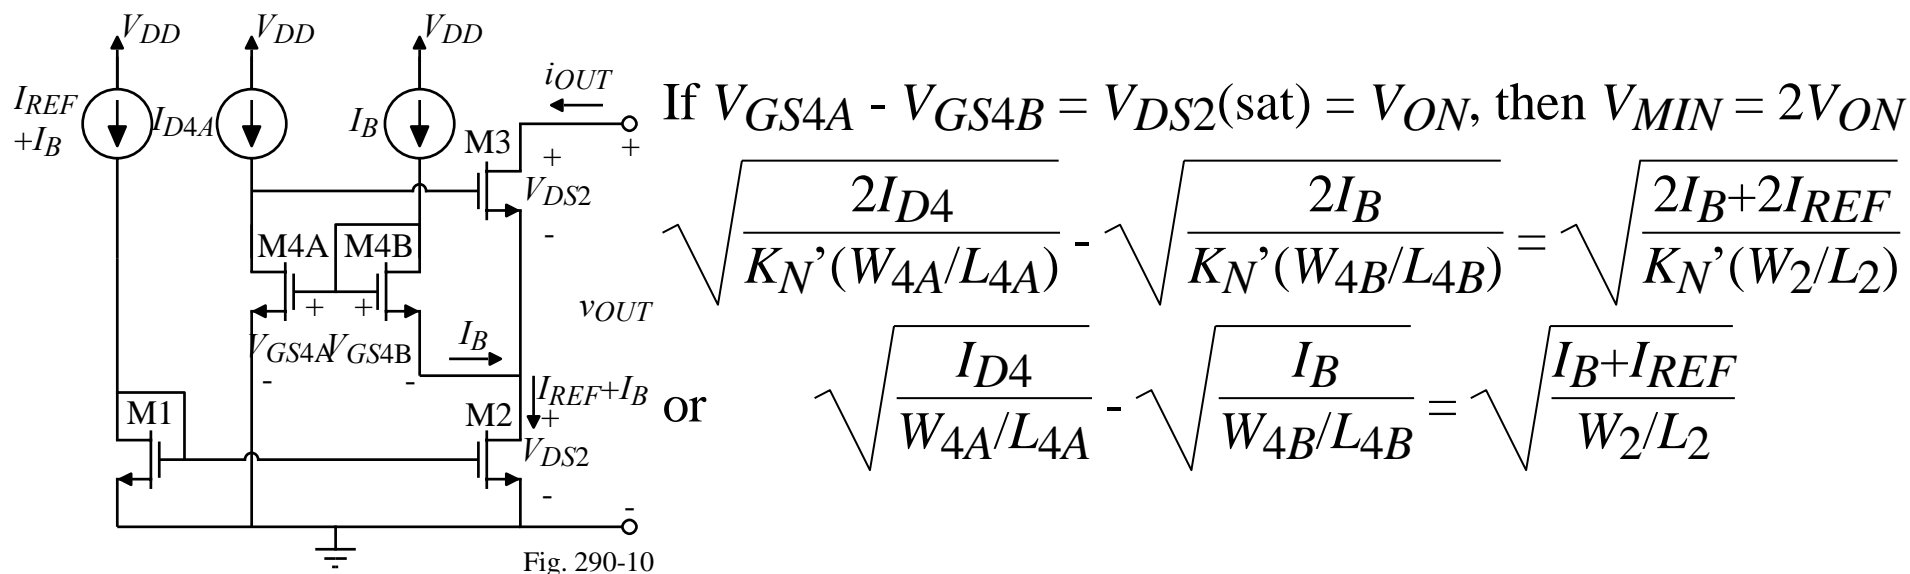 V_DD V_DD V_DD
i_OUT
I_REF
+I_B
I_D4A
I_B
M3
+
+
V_DS2
-
M4A M4B
+ +
v_OUT
V_GS4A V_GS4B
I_B
- -
I_REF+I_B
M1
M2
+
V_DS2
-
-
Fig. 290-10
If V_GS4A - V_GS4B = V_DS2(sat) = V_ON, then V_MIN = 2V_ON
√(2I_D4 / K_N’(W_4A/L_4A)) - √(2I_B / K_N’(W_4B/L_4B)) = √(2I_B+2I_REF / K_N’(W_2/L_2))
or √(I_D4 / W_4A/L_4A) - √(I_B / W_4B/L_4B) = √(I_B+I_REF / W_2/L_2)